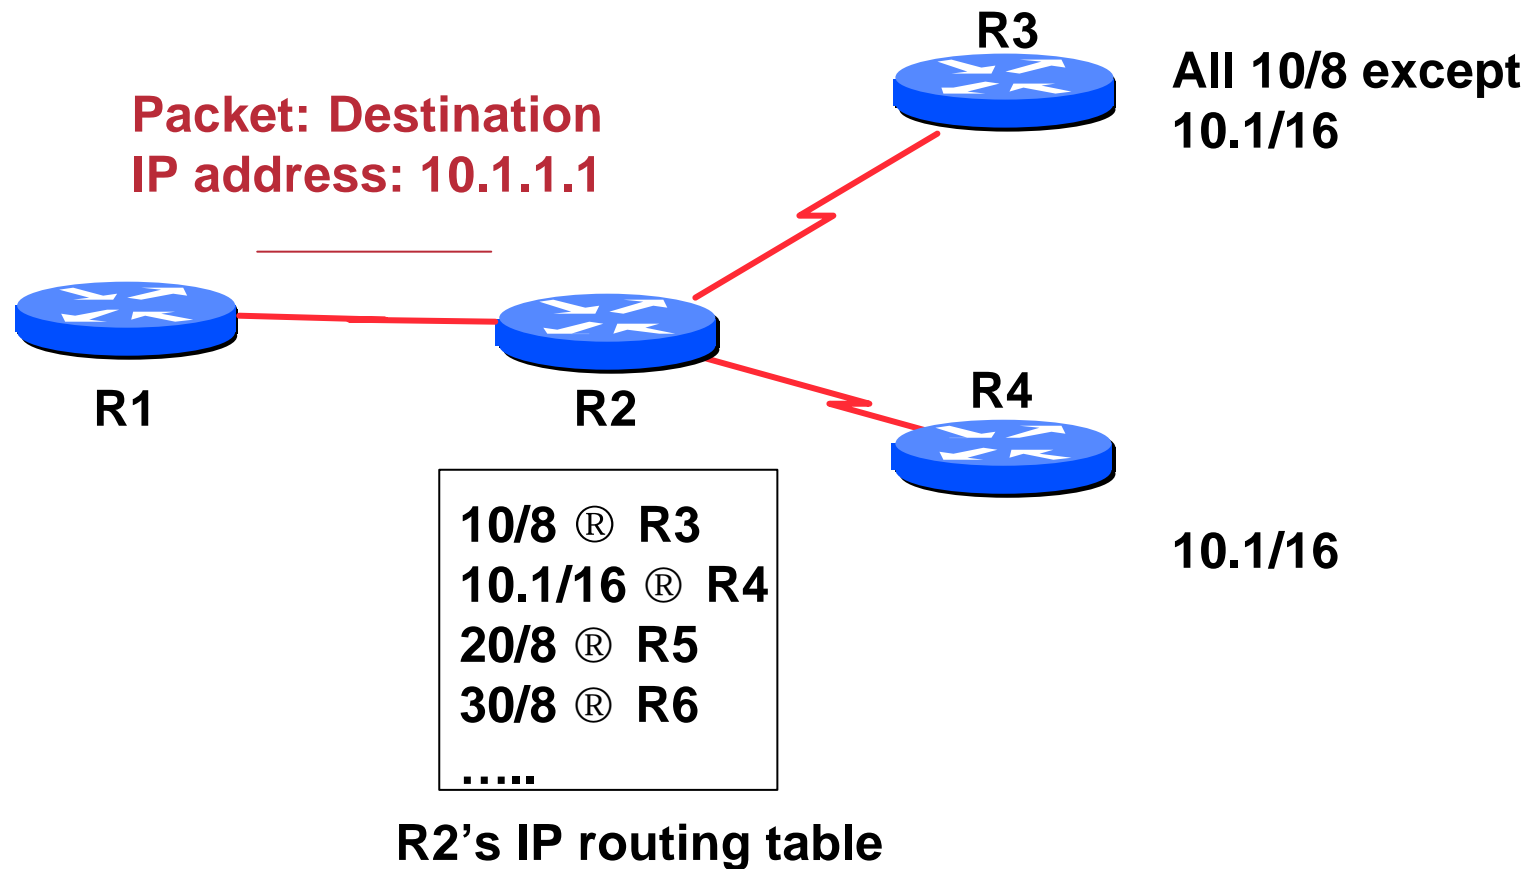 R3
All 10/8 except
10.1/16
Packet: Destination
IP address: 10.1.1.1
R1
R2
R4
10/8 ® R3
10.1/16 ® R4
20/8 ® R5
30/8 ® R6
…..
10.1/16
R2’s IP routing table